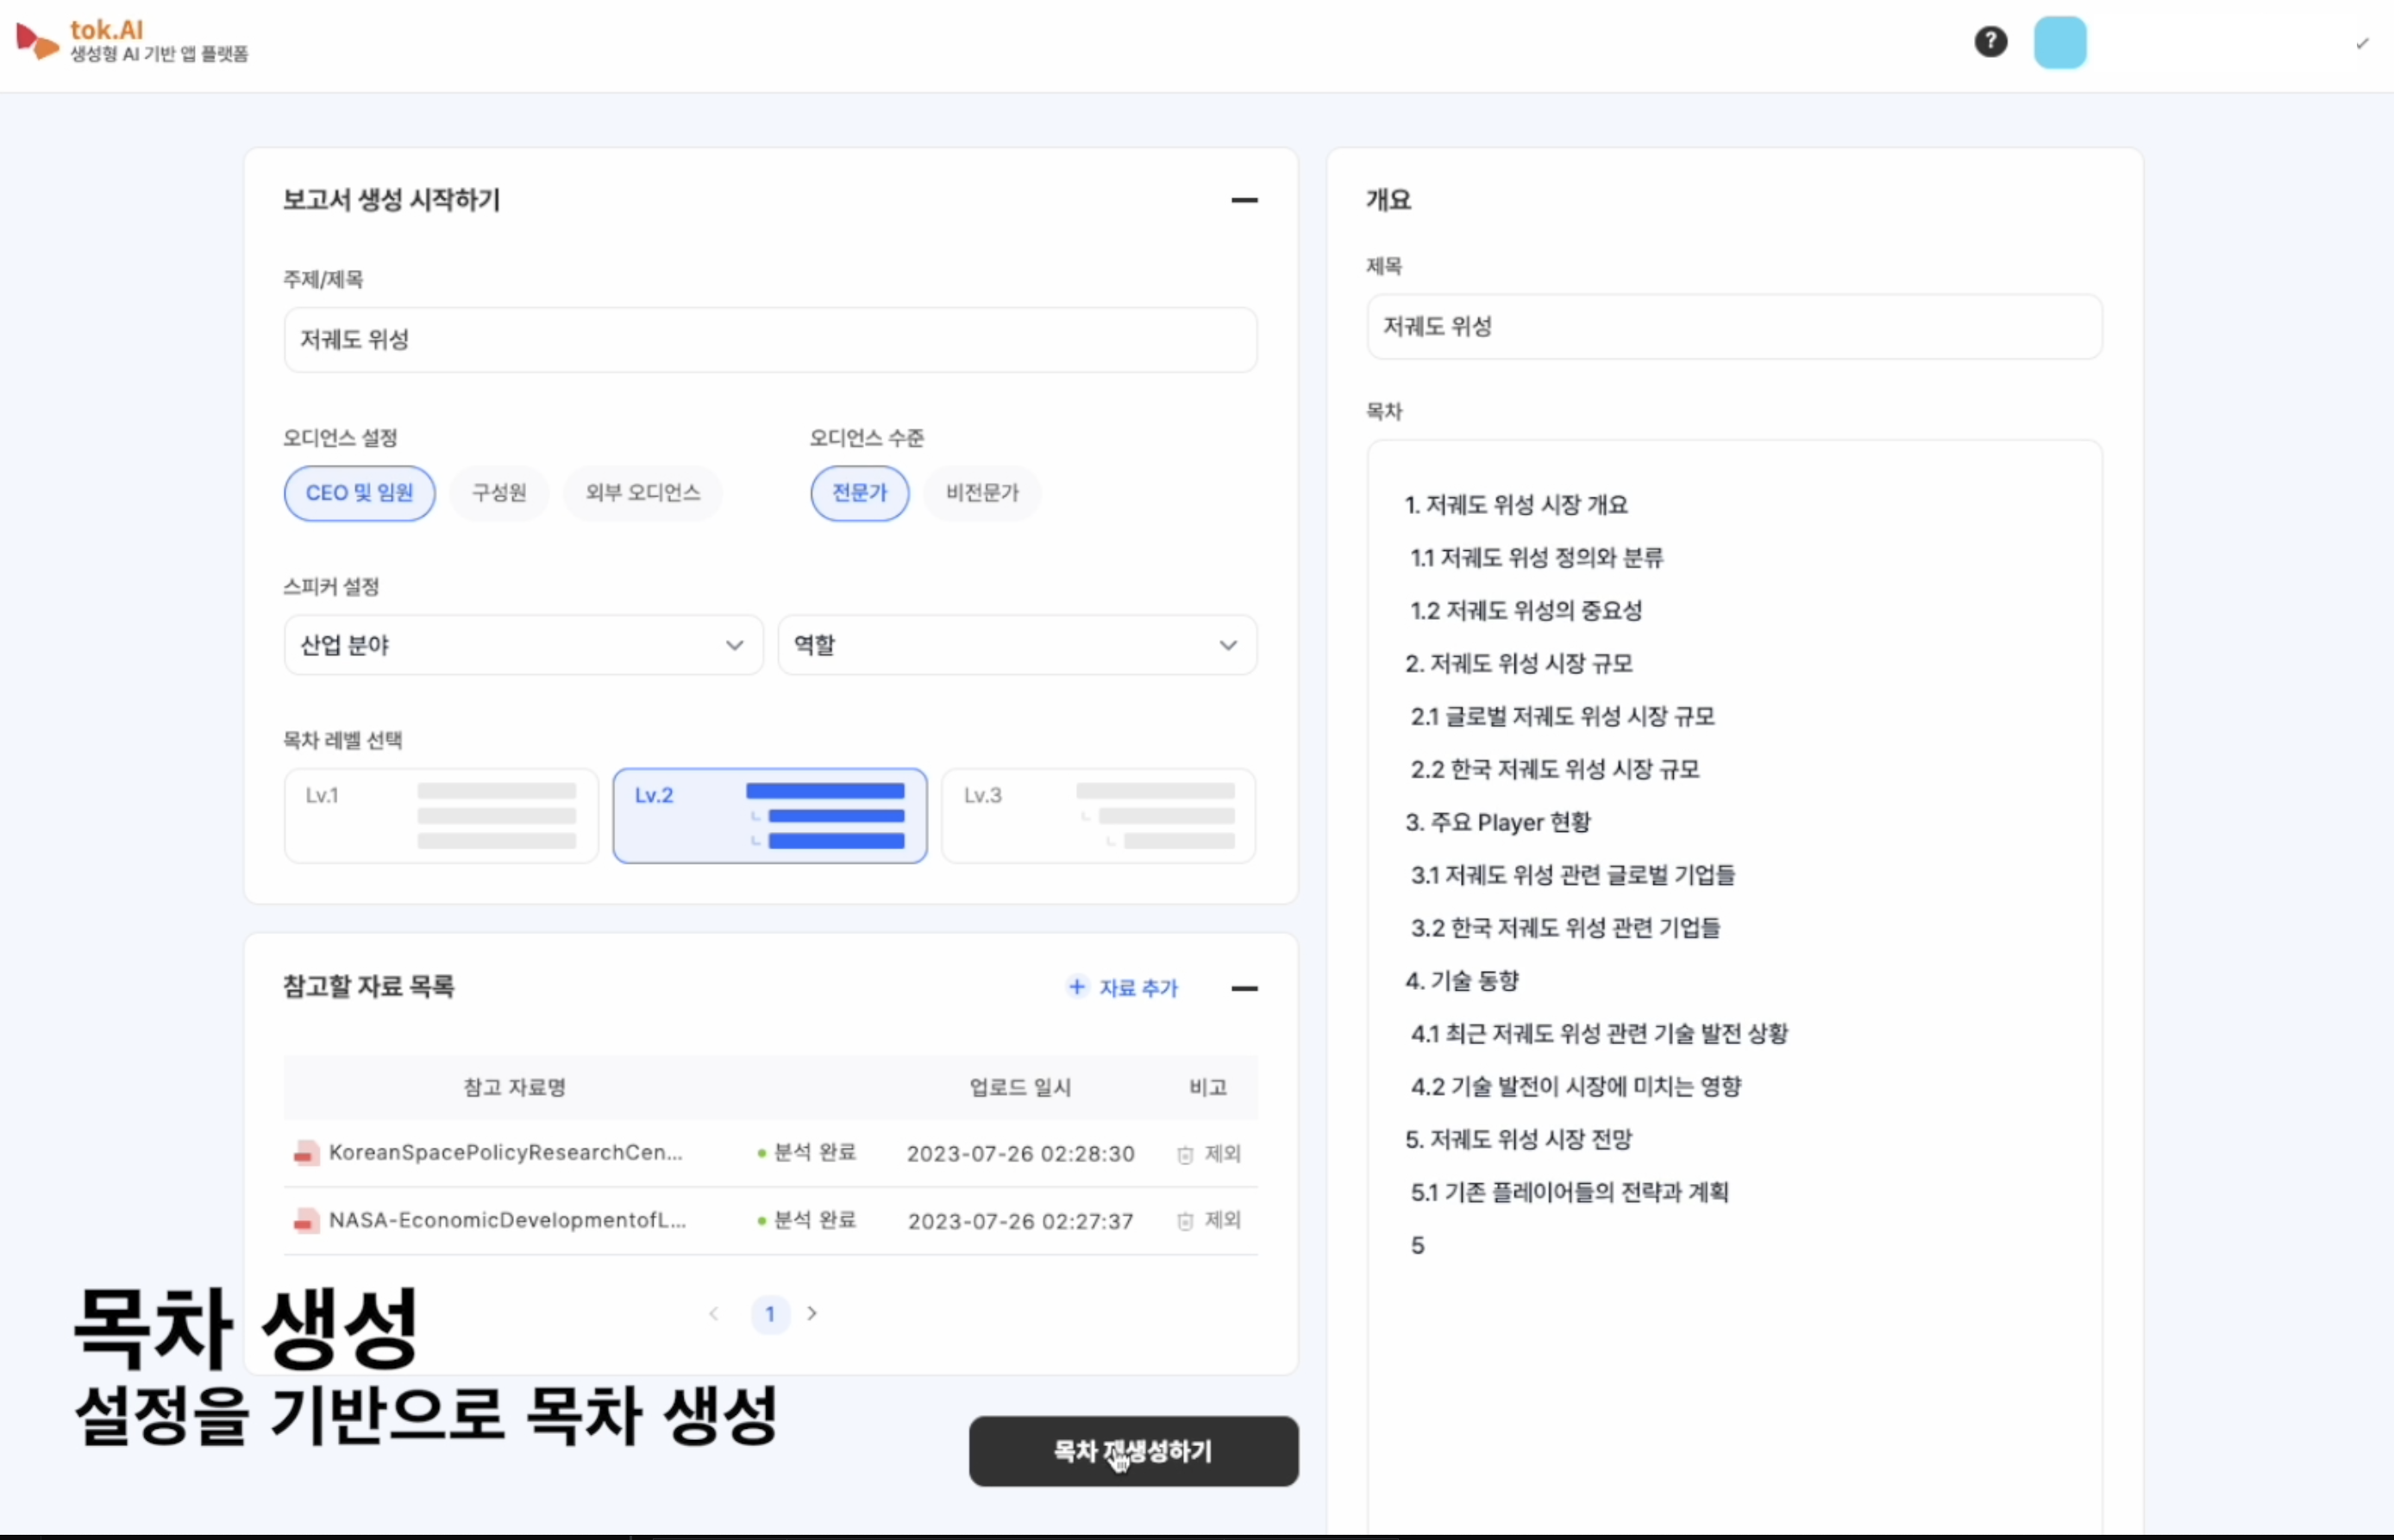 tok.AI
생성형 AI 기반 앱 플랫폼
?
보고서 생성 시작하기
주제/제목
저궤도 위성
오디언스 설정
CEO 및 임원 구성원 외부 오디언스
오디언스 수준
전문가 비전문가
스피커 설정
산업 분야 역할
목차 레벨 선택
Lv.1 Lv.2 Lv.3
참고할 자료 목록
+ 자료 추가
참고 자료명 업로드 일시 비고
KoreanSpacePolicyResearchCen... 분석 완료 2023-07-26 02:28:30 제외
NASA-EconomicDevelopmentofL... 분석 완료 2023-07-26 02:27:37 제외
< 1 >
목차 생성
설정을 기반으로 목차 생성
목차 재생성하기
개요
제목
저궤도 위성
목차
1. 저궤도 위성 시장 개요
1.1 저궤도 위성 정의와 분류
1.2 저궤도 위성의 중요성
2. 저궤도 위성 시장 규모
2.1 글로벌 저궤도 위성 시장 규모
2.2 한국 저궤도 위성 시장 규모
3. 주요 Player 현황
3.1 저궤도 위성 관련 글로벌 기업들
3.2 한국 저궤도 위성 관련 기업들
4. 기술 동향
4.1 최근 저궤도 위성 관련 기술 발전 상황
4.2 기술 발전이 시장에 미치는 영향
5. 저궤도 위성 시장 전망
5.1 기존 플레이어들의 전략과 계획
5